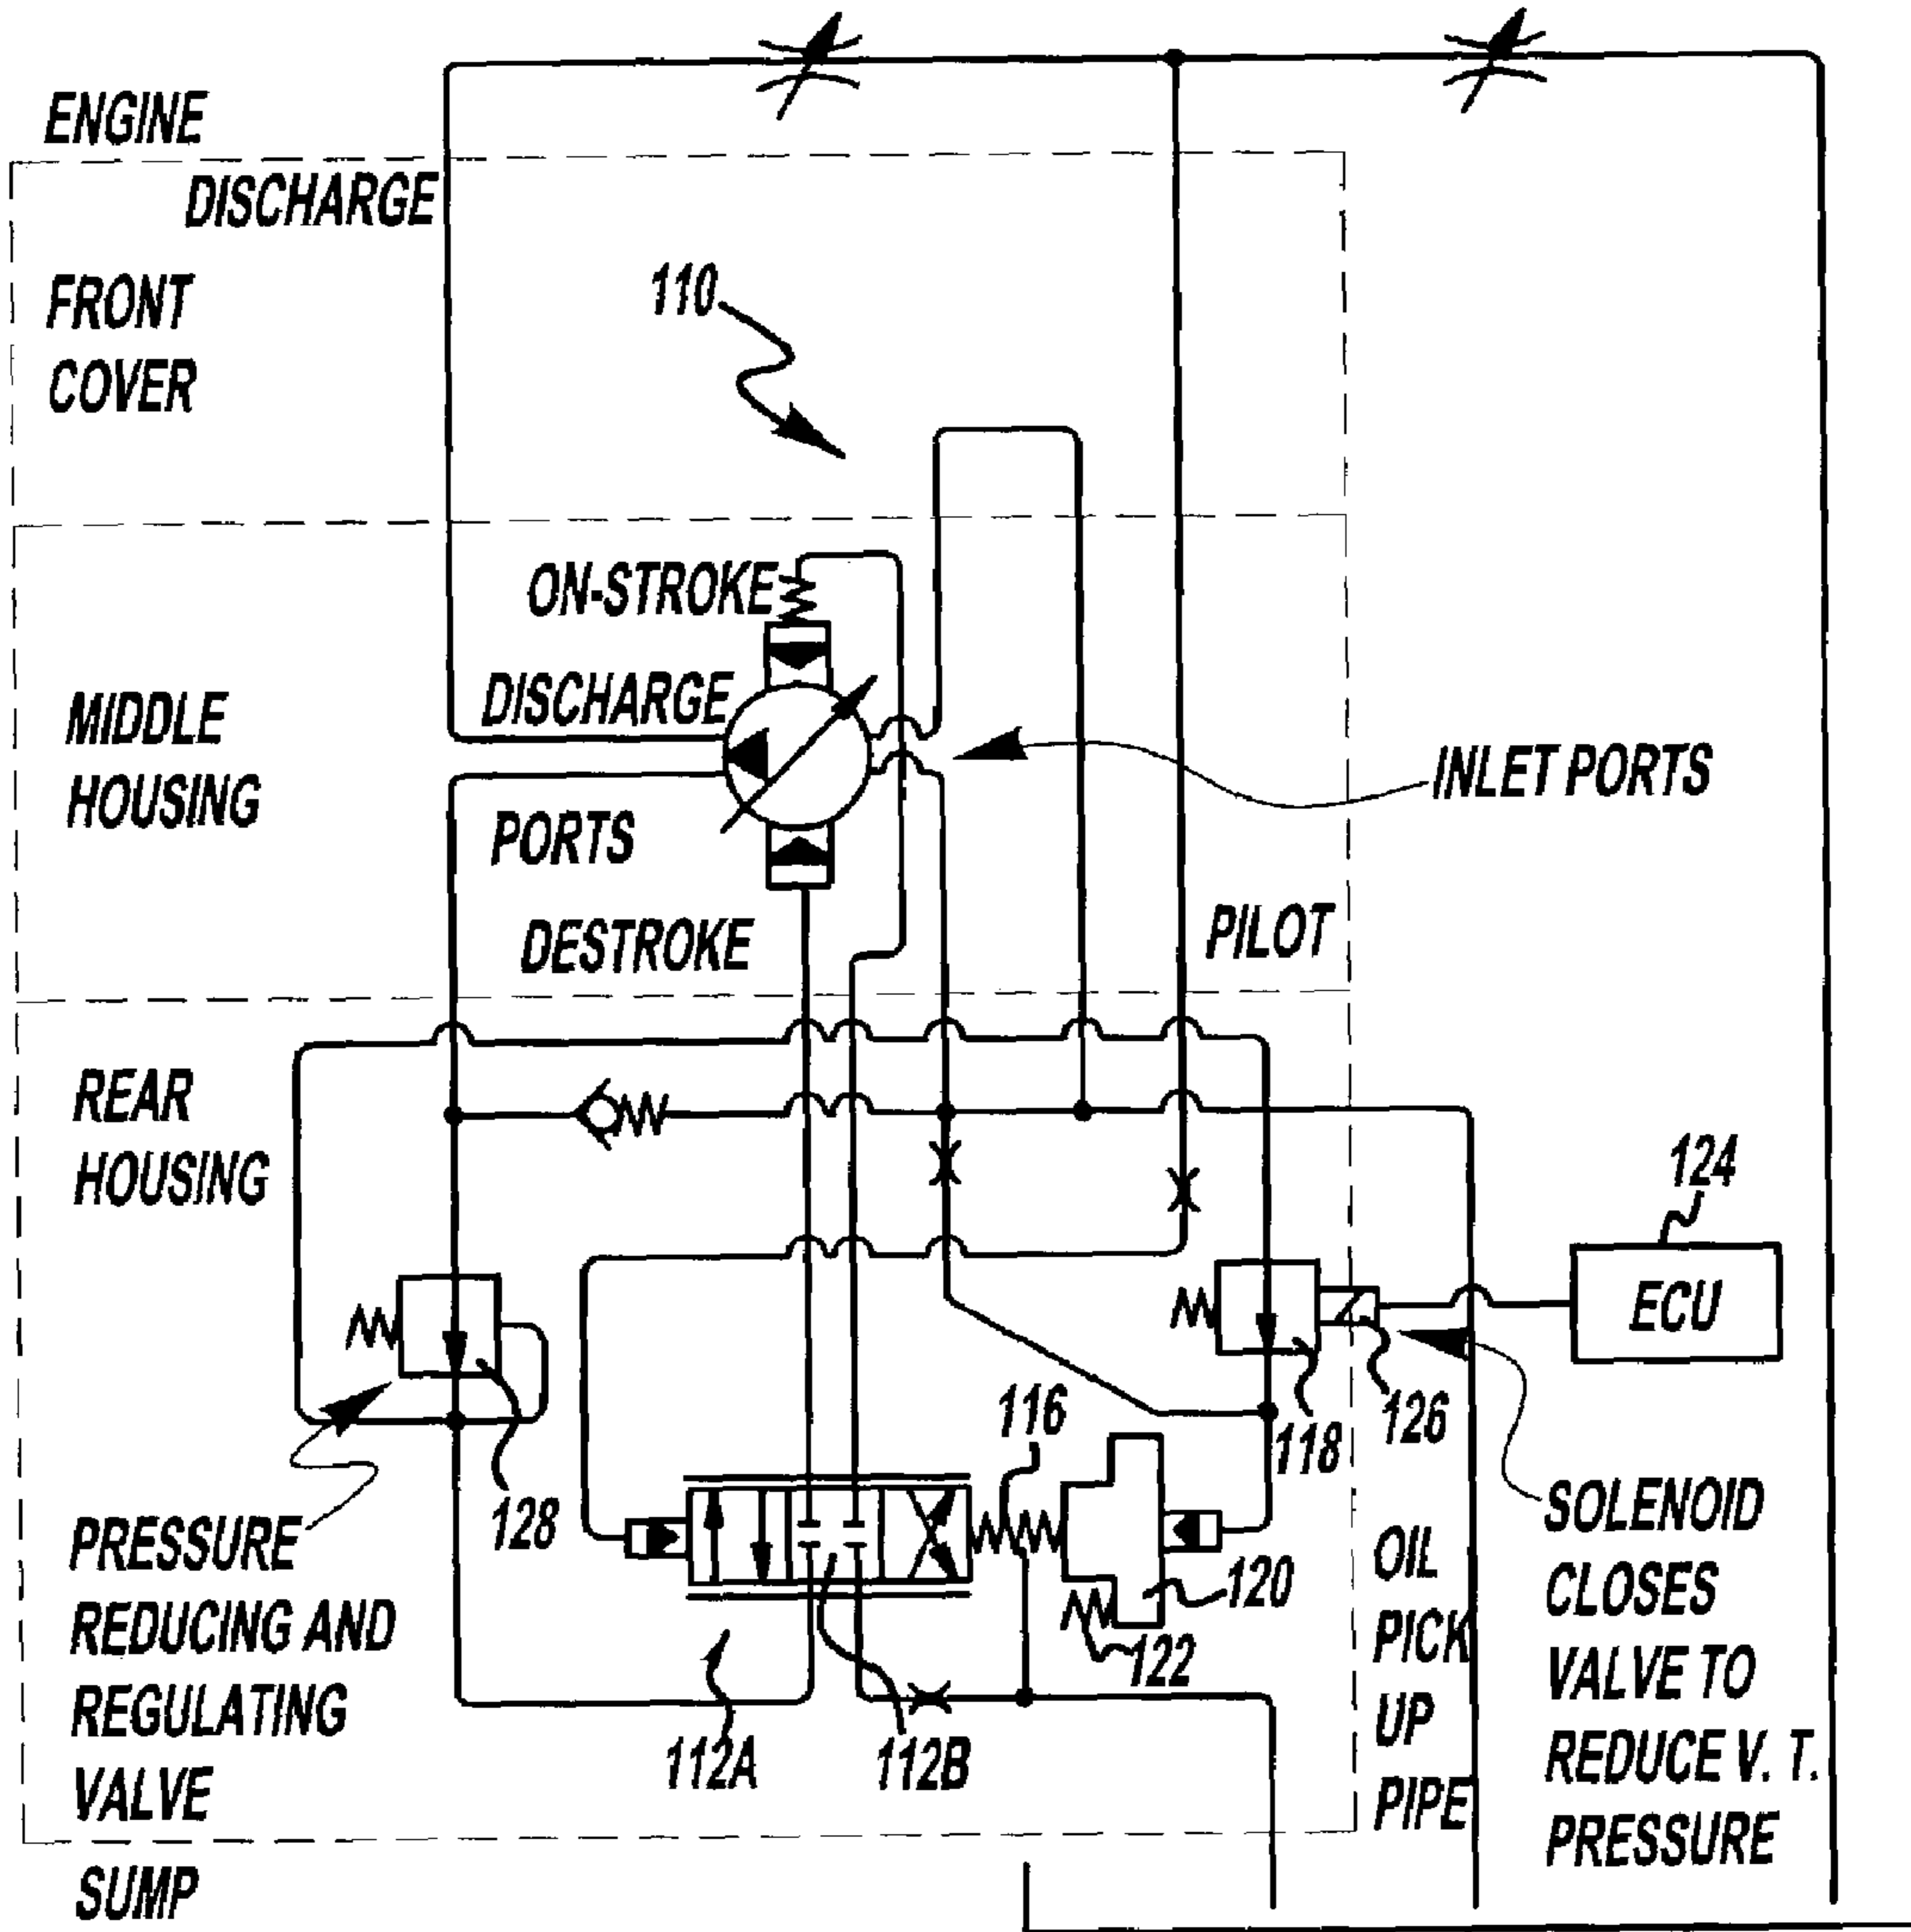 ENGINE
DISCHARGE
FRONT
COVER
110
ON-STROKE
DISCHARGE
MIDDLE
HOUSING
INLET PORTS
PORTS
DESTROKE
PILOT
REAR
HOUSING
124
ECU
116
118
126
128
PRESSURE
REDUCING AND
REGULATING
VALVE
120
122
112A
112B
OIL
PICK
UP
PIPE
SOLENOID
CLOSES
VALVE TO
REDUCE V. T.
PRESSURE
SUMP